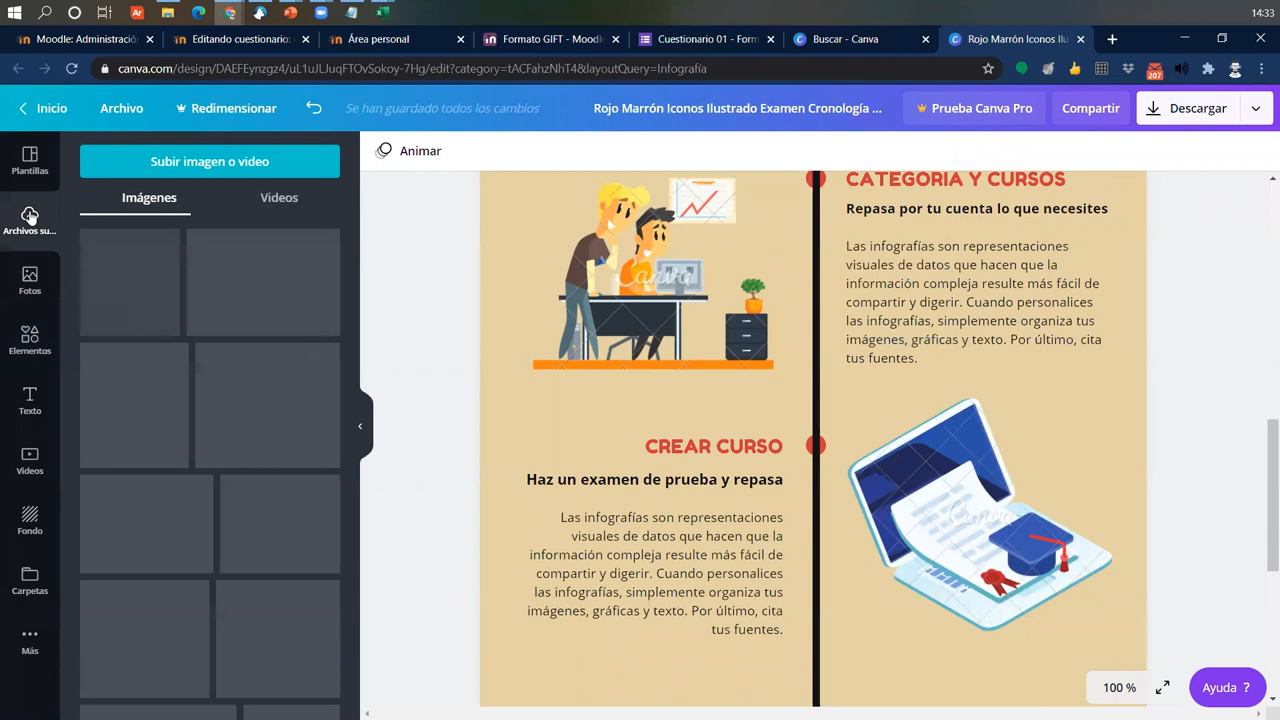 14:33
Moodle: Administració
Editando cuestionario:
Área personal
Formato GIFT - Moodl
Cuestionario 01 - Form
Buscar - Canva
Rojo Marrón Iconos Ilu
canva.com/design/DAEFEynzgz4/uL1uJLJuqFTOvSokoy-7Hg/edit?category=tACFahzNhT4&layoutQuery=Infografía
207
Inicio
Archivo
Redimensionar
Se han guardado todos los cambios
Rojo Marrón Iconos Ilustrado Examen Cronología ...
Prueba Canva Pro
Compartir
Descargar
Plantillas
Archivos su...
Fotos
Elementos
Texto
Videos
Fondo
Carpetas
Más
Subir imagen o video
Imágenes
Videos
Animar
Canva
CATEGORIA Y CURSOS
Repasa por tu cuenta lo que necesites
Las infografías son representaciones
visuales de datos que hacen que la
información compleja resulte más fácil de
compartir y digerir. Cuando personalices
las infografías, simplemente organiza tus
imágenes, gráficas y texto. Por último, cita
tus fuentes.
CREAR CURSO
Haz un examen de prueba y repasa
Las infografías son representaciones
visuales de datos que hacen que la
información compleja resulte más fácil de
compartir y digerir. Cuando personalices
las infografías, simplemente organiza tus
imágenes, gráficas y texto. Por último, cita
tus fuentes.
Canva
100 %
Ayuda ?